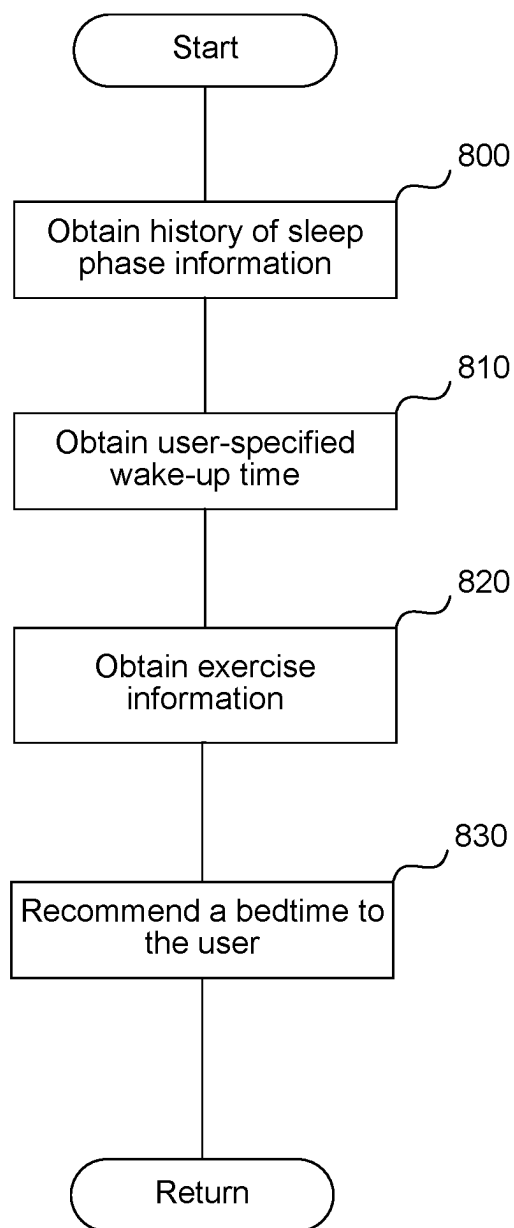 Start
800
Obtain history of sleep
phase information
810
Obtain user-specified
wake-up time
820
Obtain exercise
information
830
Recommend a bedtime to
the user
Return